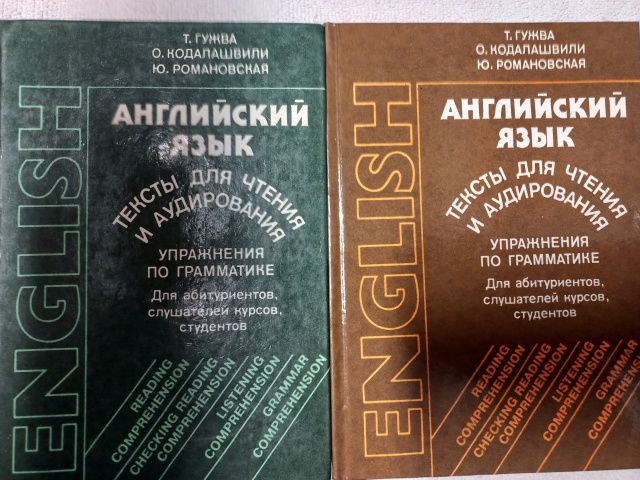 Т. ГУЖВА
О. КОДАЛАШВИЛИ
Ю. РОМАНОВСКАЯ
ENGLISH
АНГЛИЙСКИЙ
ЯЗЫК
ТЕКСТЫ ДЛЯ ЧТЕНИЯ
И АУДИРОВАНИЯ
УПРАЖНЕНИЯ
ПО ГРАММАТИКЕ
Для абитуриентов,
слушателей курсов,
студентов
READING
COMPREHENSION
CHECKING READING
COMPREHENSION
LISTENING
COMPREHENSION
GRAMMAR
COMPREHENSION
Т. ГУЖВА
О. КОДАЛАШВИЛИ
Ю. РОМАНОВСКАЯ
ENGLISH
АНГЛИЙСКИЙ
ЯЗЫК
ТЕКСТЫ ДЛЯ ЧТЕНИЯ
И АУДИРОВАНИЯ
УПРАЖНЕНИЯ
ПО ГРАММАТИКЕ
Для абитуриентов,
слушателей курсов,
студентов
READING
COMPREHENSION
CHECKING READING
COMPREHENSION
LISTENING
COMPREHENSION
GRAMMAR
COMPREHENSION